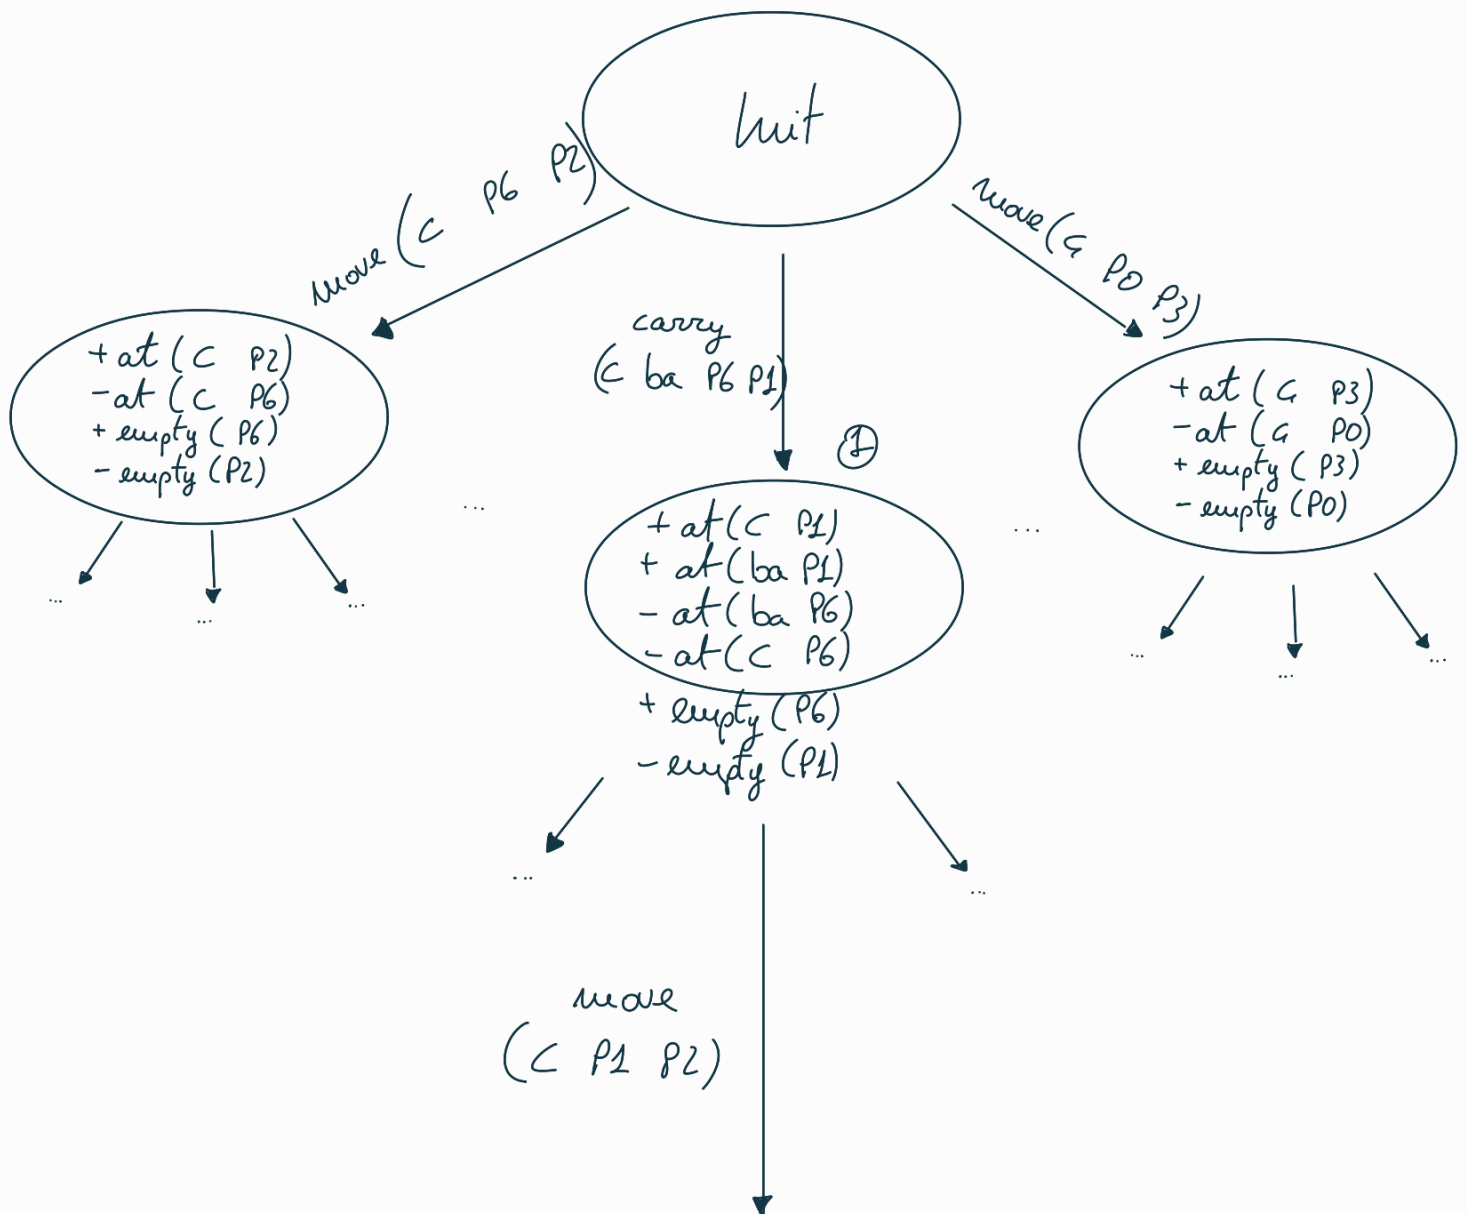 Init
move (C P6 P2)
move (G P0 P3)
carry
(C ba P6 P1)
+ at (C P2)
- at (C P6)
+ empty (P6)
- empty (P2)
+ at (G P3)
- at (G P0)
+ empty (P3)
- empty (P0)
1
+ at (C P1)
+ at (ba P1)
- at (ba P6)
- at (C P6)
+ empty (P6)
- empty (P1)
...
...
...
...
...
...
...
...
...
...
move
(C P1 P2)